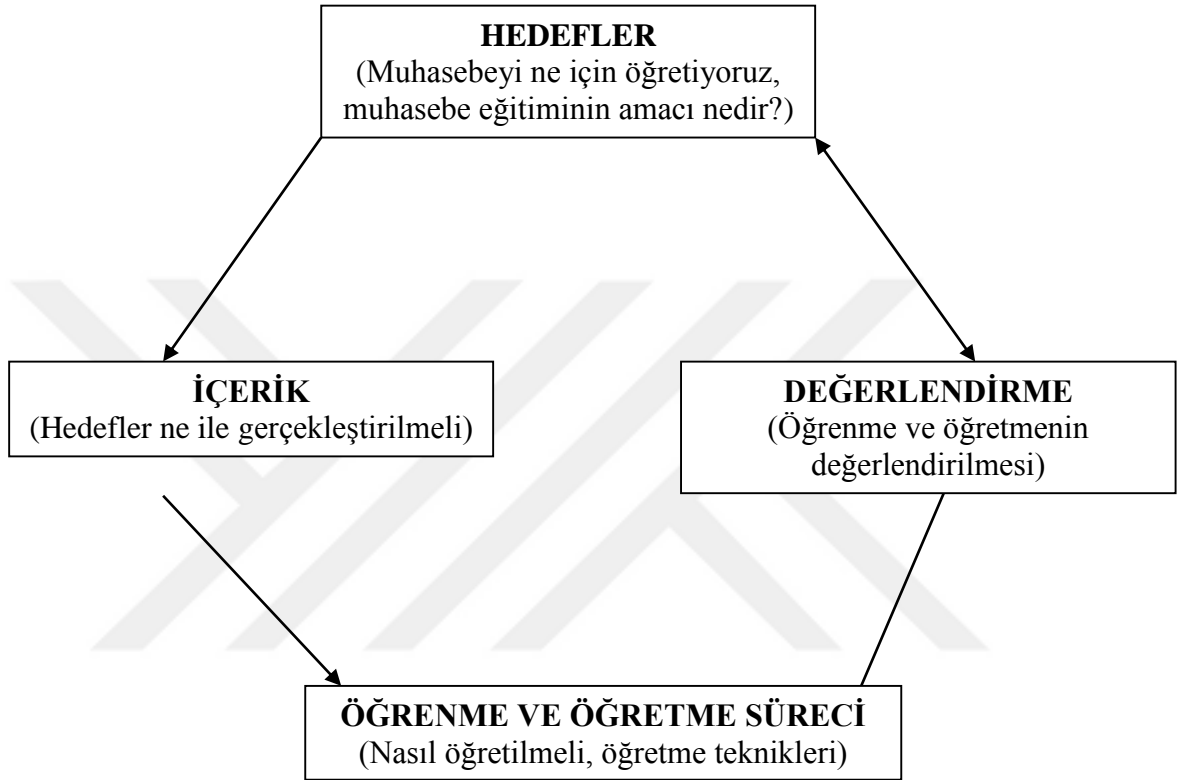 HEDEFLER
(Muhasebeyi ne için öğretiyoruz,
muhasebe eğitiminin amacı nedir?)
İÇERİK
(Hedefler ne ile gerçekleştirilmeli)
DEĞERLENDİRME
(Öğrenme ve öğretmenin
değerlendirilmesi)
ÖĞRENME VE ÖĞRETME SÜRECİ
(Nasıl öğretilmeli, öğretme teknikleri)